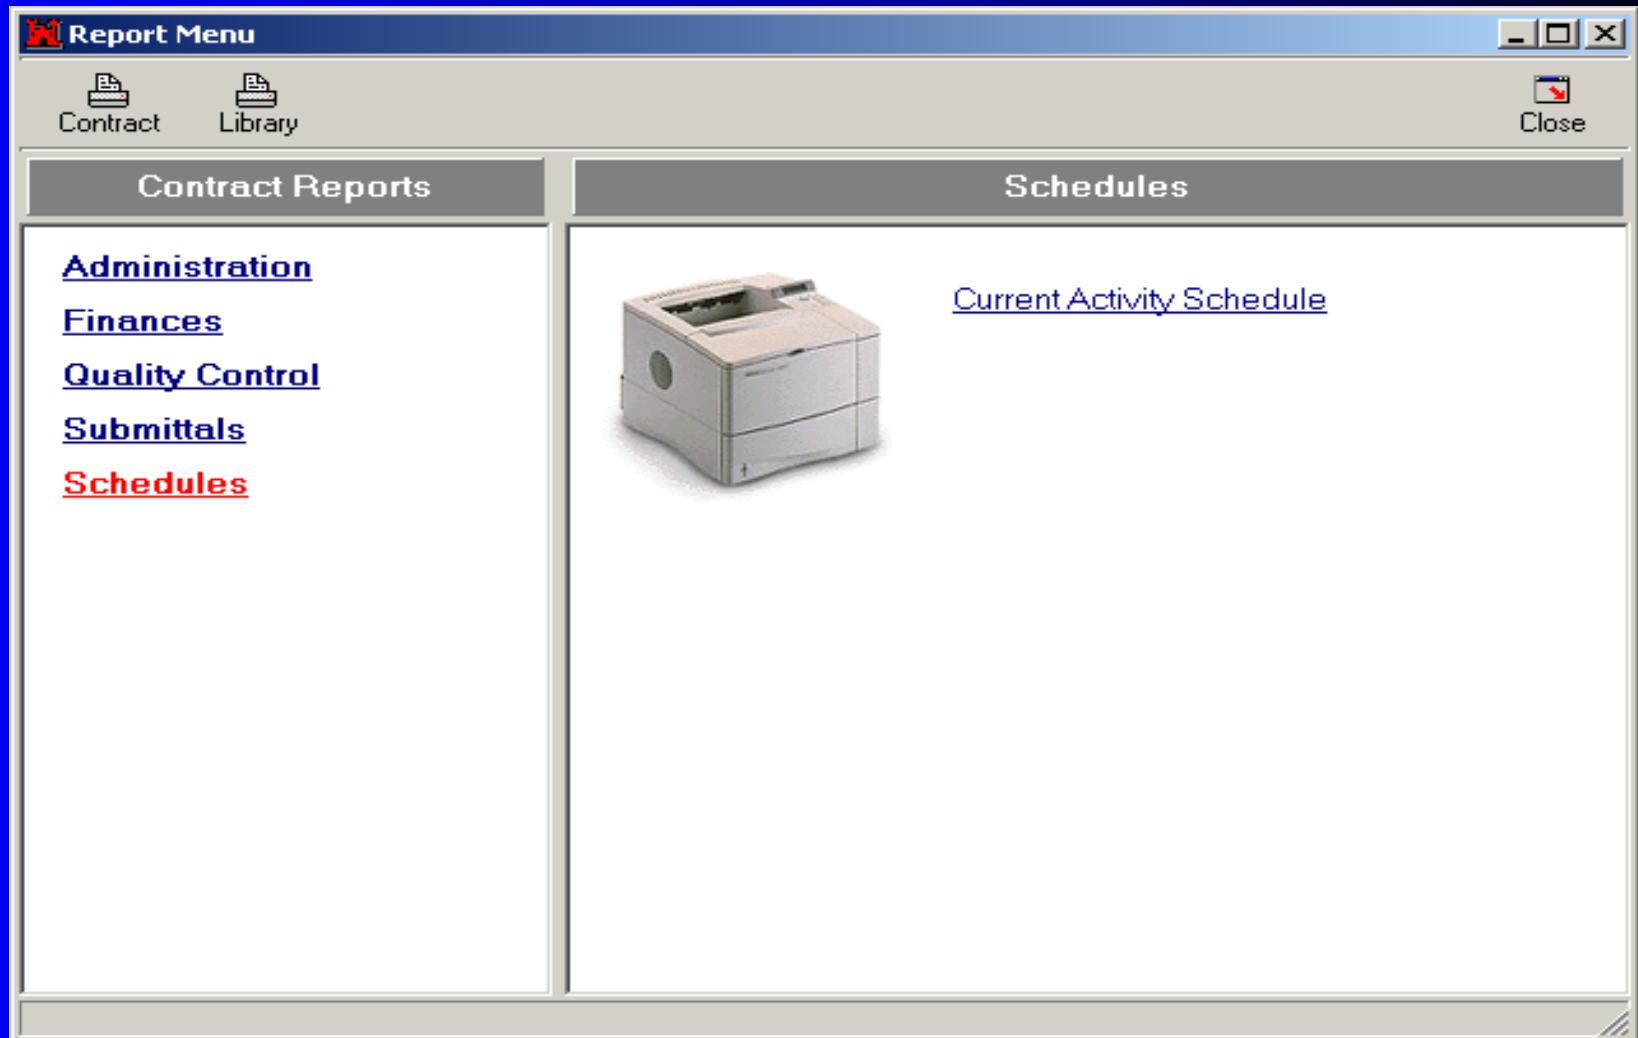 Report Menu
Contract
Library
Close
Contract Reports
Schedules
Administration
Finances
Quality Control
Submittals
Schedules
Current Activity Schedule